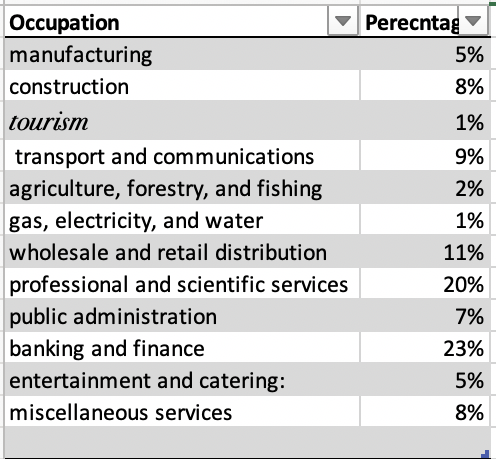 Occupation Perecntag
manufacturing 5%
construction 8%
tourism 1%
transport and communications 9%
agriculture, forestry, and fishing 2%
gas, electricity, and water 1%
wholesale and retail distribution 11%
professional and scientific services 20%
public administration 7%
banking and finance 23%
entertainment and catering: 5%
miscellaneous services 8%